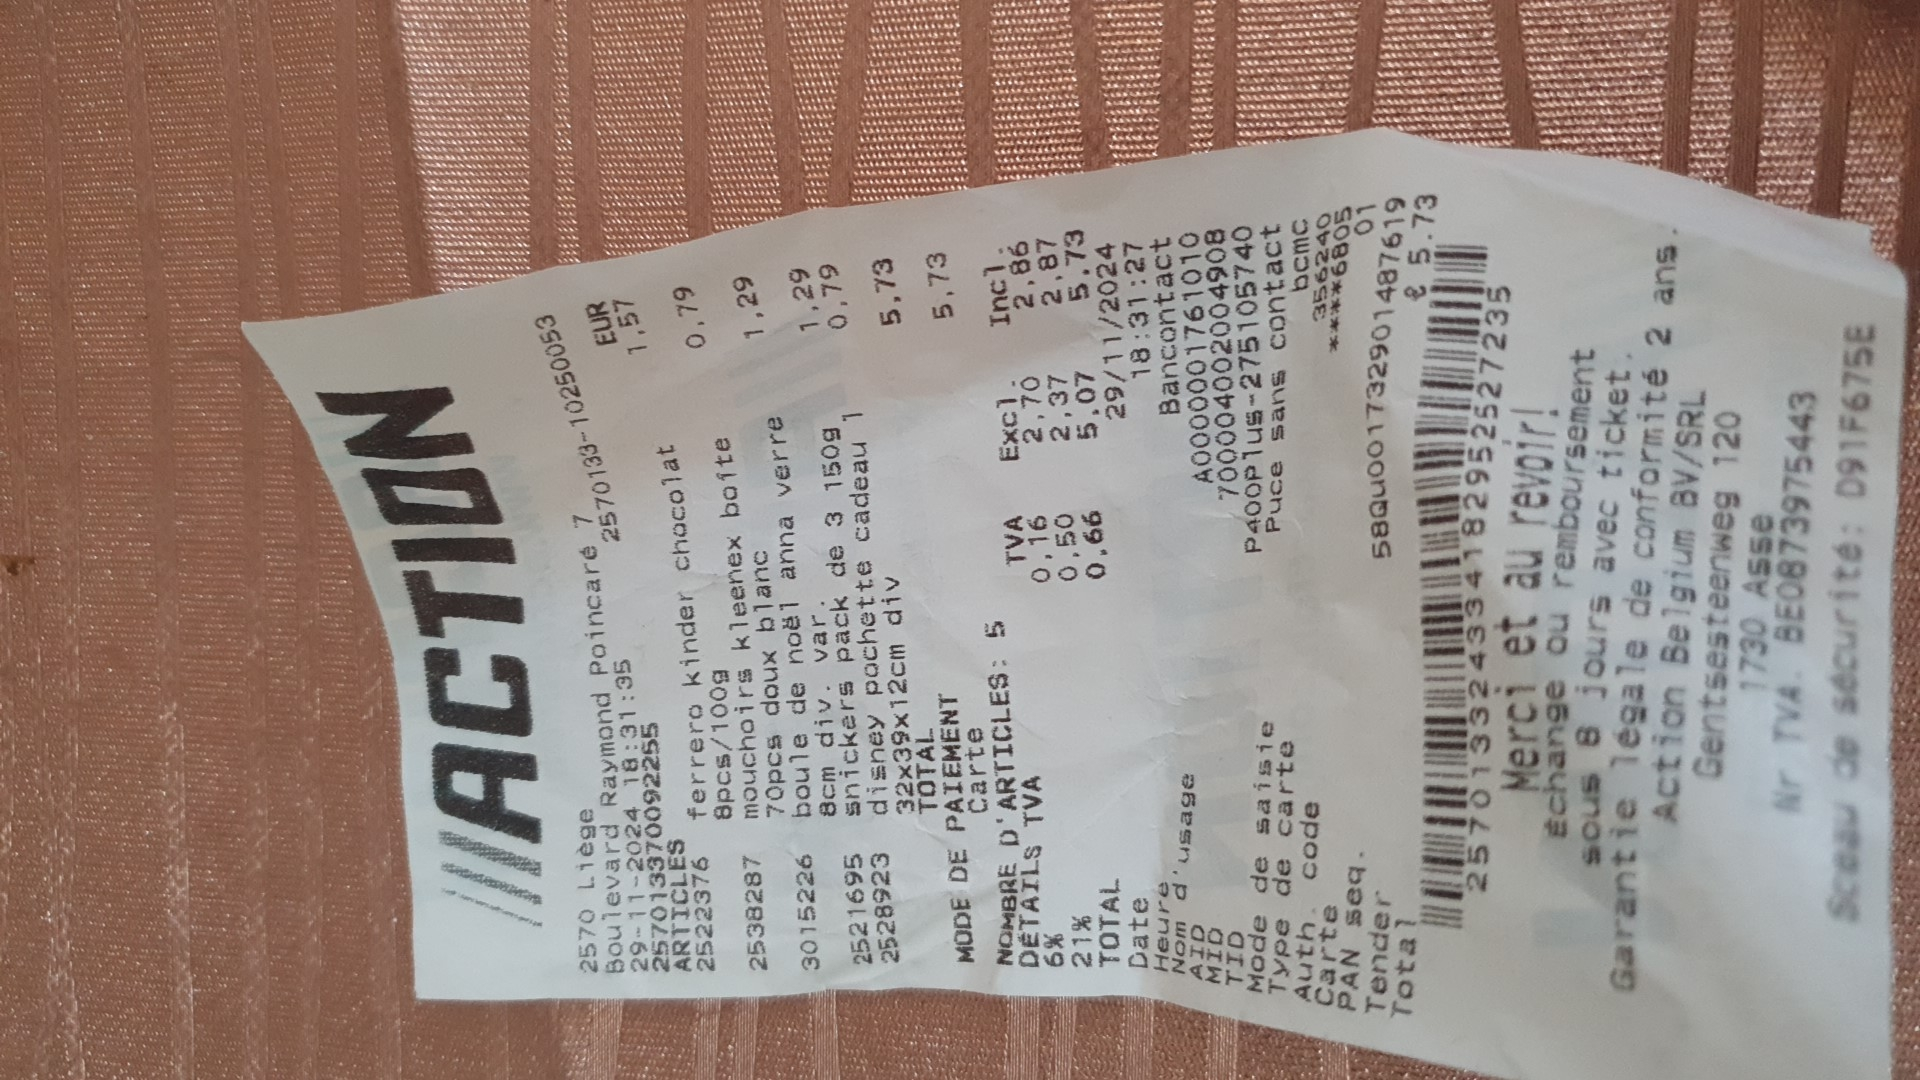 ACTION
2570 Liège
Boulevard Raymond Poincaré 7
29-11-2024 18:31:35 2570133-10250053
257013370092255
ARTICLES EUR
2522376 ferrero kinder chocolat 1,57
8pcs/100g
2538287 mouchoirs kleenex boîte 0,79
70pcs doux blanc
3015226 boule de noël anna verre 1,29
8cm div. var.
2521695 snickers pack de 3 150g 1,29
2528923 disney pochette cadeau 1 0,79
32x39x12cm div
TOTAL 5,73
MODE DE PAIEMENT
Carte 5,73
NOMBRE D'ARTICLES: 5
DÉTAILS TVA TVA Excl. Incl.
6% 0,16 2,70 2,86
21% 0,50 2,37 2,87
TOTAL 0,66 5,07 5,73
Date 29/11/2024
Heure 18:31:27
Nom d'usage Bancontact
AID A0000001761010
MID 70004002004908
TID P400Plus-275105740
Mode de saisie Puce sans contact
Type de carte bcmc
Auth. code 356240
Carte ****6805
PAN seq. 01
Tender 58QU001732901487619
Total € 5.73
257013324334182952527235
Merci et au revoir!
Échange ou remboursement
sous 8 jours avec ticket.
Garantie légale de conformité 2 ans.
Action Belgium BV/SRL
Gentsesteenweg 120
1730 Asse
Nr TVA. BE0873975443
Sceau de sécurité: D91F675E